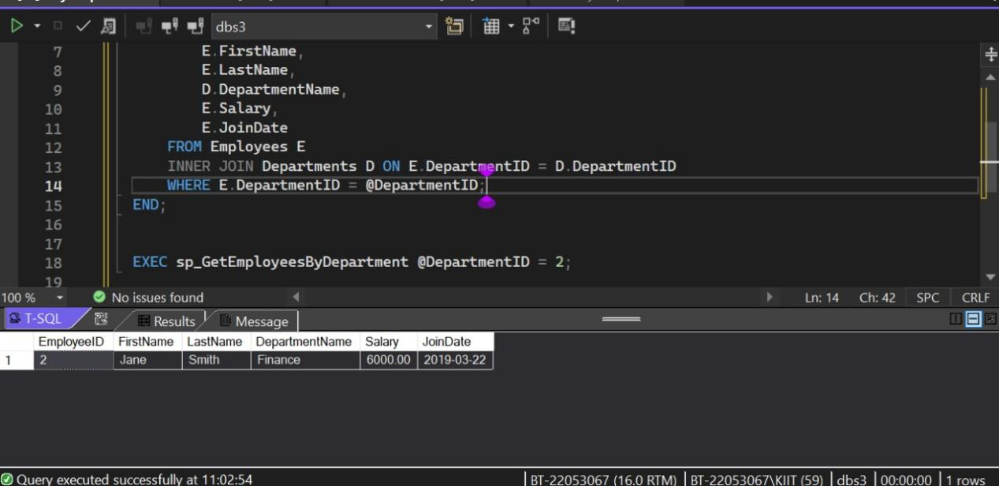 dbs3
7 E.FirstName,
8 E.LastName,
9 D.DepartmentName,
10 E.Salary,
11 E.JoinDate
12 FROM Employees E
13 INNER JOIN Departments D ON E.DepartmentID = D.DepartmentID
14 WHERE E.DepartmentID = @DepartmentID;
15 END;
16
17
18 EXEC sp_GetEmployeesByDepartment @DepartmentID = 2;
19
100 % No issues found Ln: 14 Ch: 42 SPC CRLF
T-SQL Results Message
EmployeeID FirstName LastName DepartmentName Salary JoinDate
1 2 Jane Smith Finance 6000.00 2019-03-22
Query executed successfully at 11:02:54 BT-22053067 (16.0 RTM) BT-22053067\KIIT (59) dbs3 00:00:00 1 rows